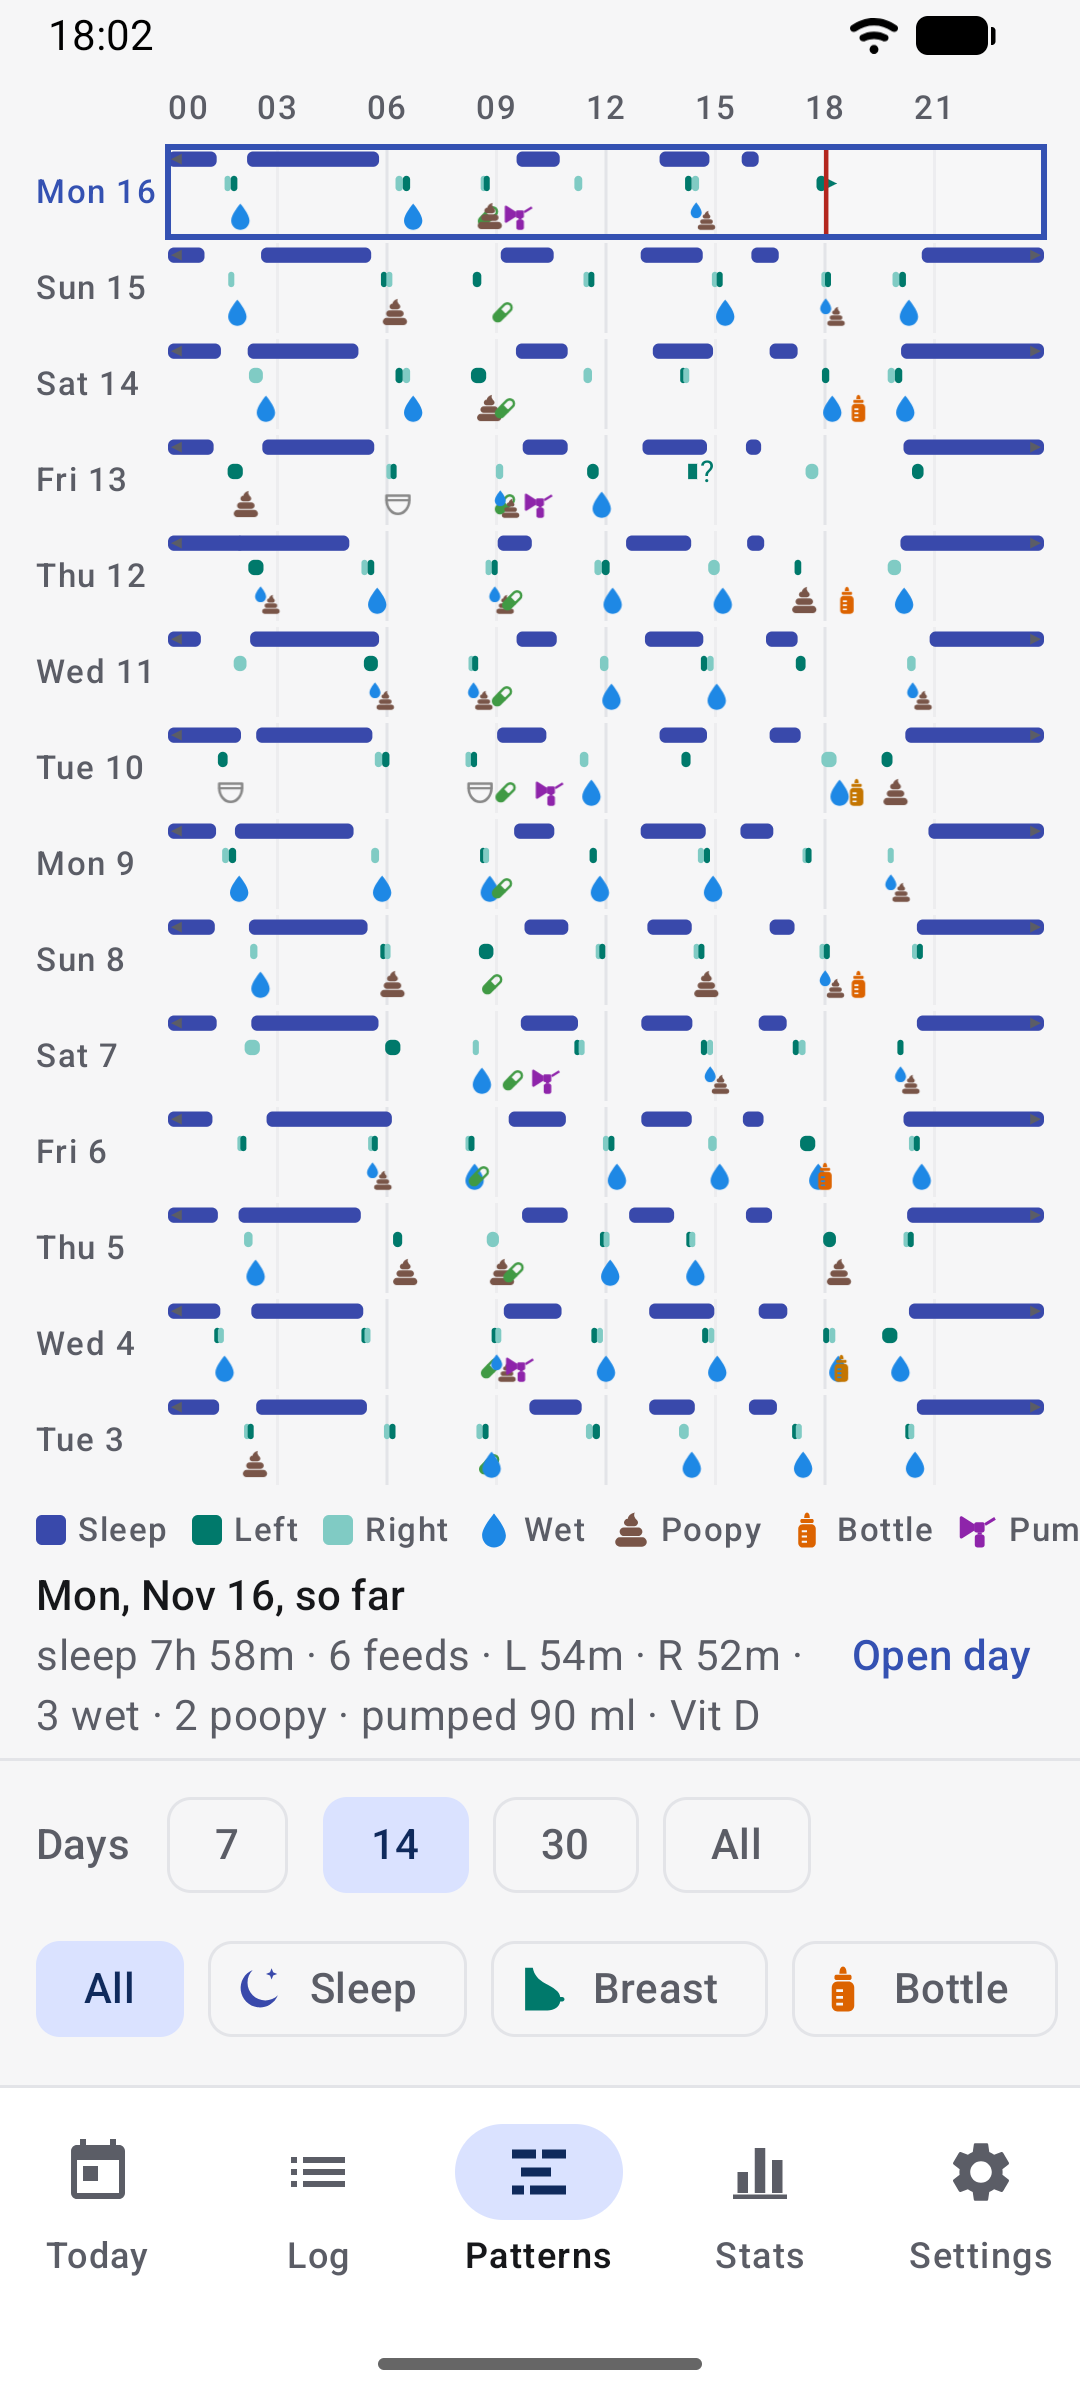 18:02
00 03 06 09 12 15 18 21
Mon 16
Sun 15
Sat 14
Fri 13
?
Thu 12
Wed 11
Tue 10
Mon 9
Sun 8
Sat 7
Fri 6
Thu 5
Wed 4
Tue 3
Sleep Left Right Wet Poopy Bottle Pum
Mon, Nov 16, so far
sleep 7h 58m · 6 feeds · L 54m · R 52m · Open day
3 wet · 2 poopy · pumped 90 ml · Vit D
Days 7 14 30 All
All Sleep Breast Bottle
Today Log Patterns Stats Settings